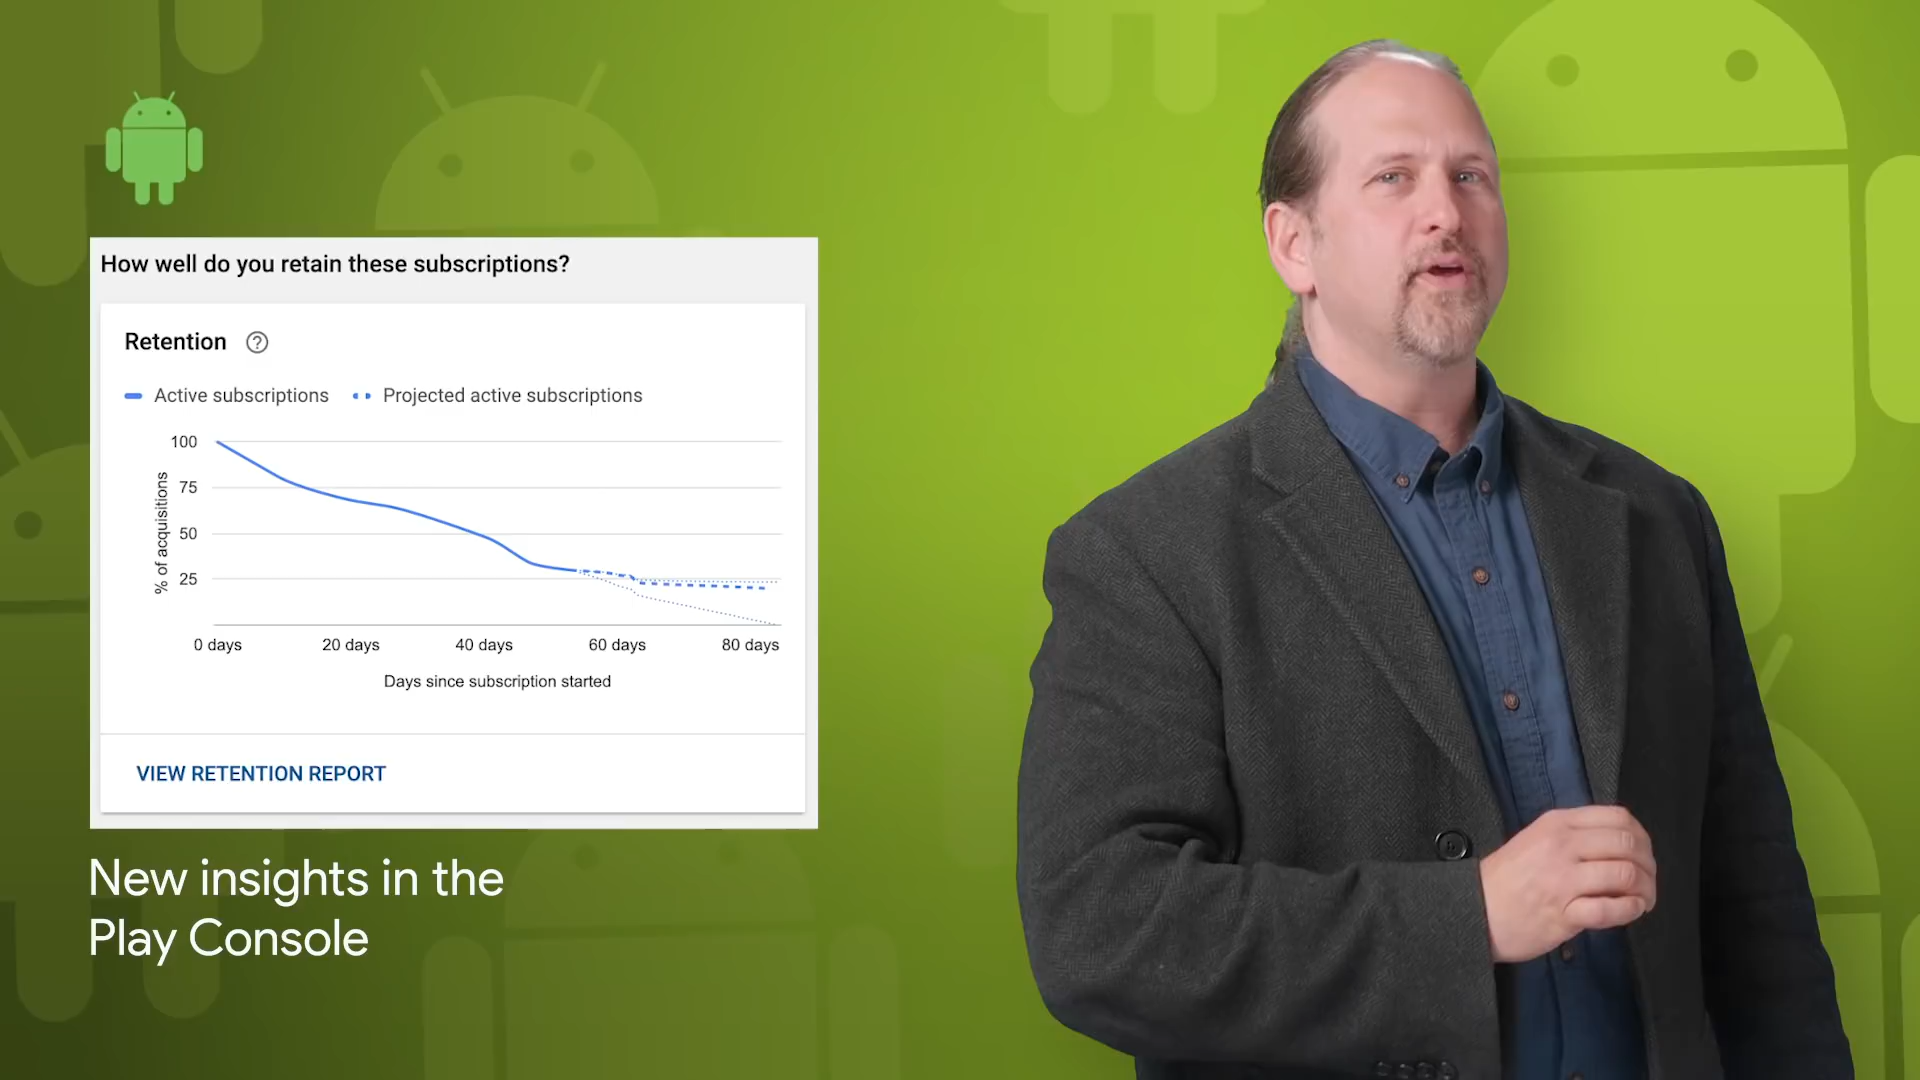 How well do you retain these subscriptions?
Retention ?
Active subscriptions Projected active subscriptions
% of acquisitions
100
75
50
25
0 days 20 days 40 days 60 days 80 days
Days since subscription started
VIEW RETENTION REPORT
New insights in the
Play Console